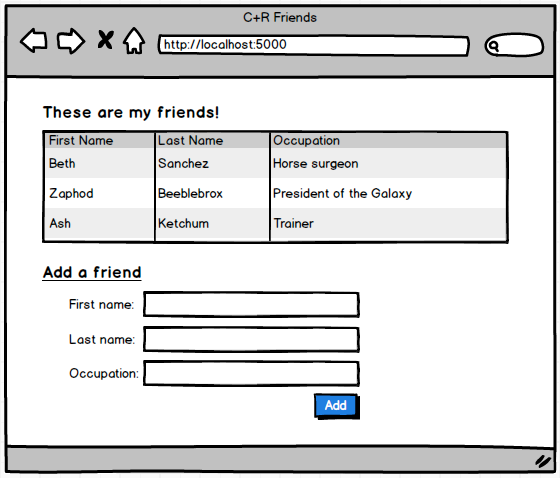 C+R Friends
http://localhost:5000
These are my friends!
First Name Last Name Occupation
Beth Sanchez Horse surgeon
Zaphod Beeblebrox President of the Galaxy
Ash Ketchum Trainer
Add a friend
First name:
Last name:
Occupation:
Add